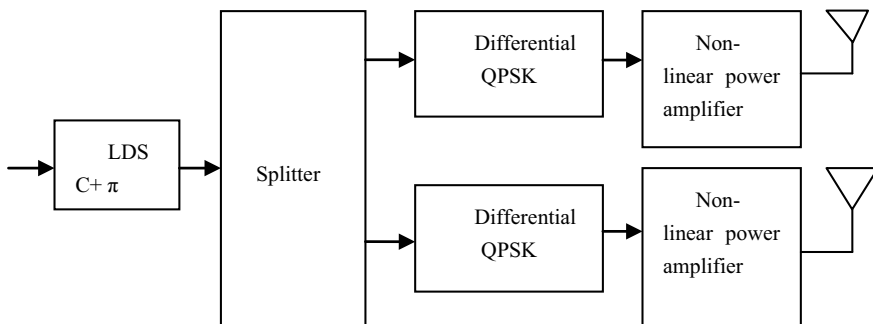 Differential
QPSK
Non-
linear power
amplifier
LDS
C+ π
Splitter
Differential
QPSK
Non-
linear power
amplifier